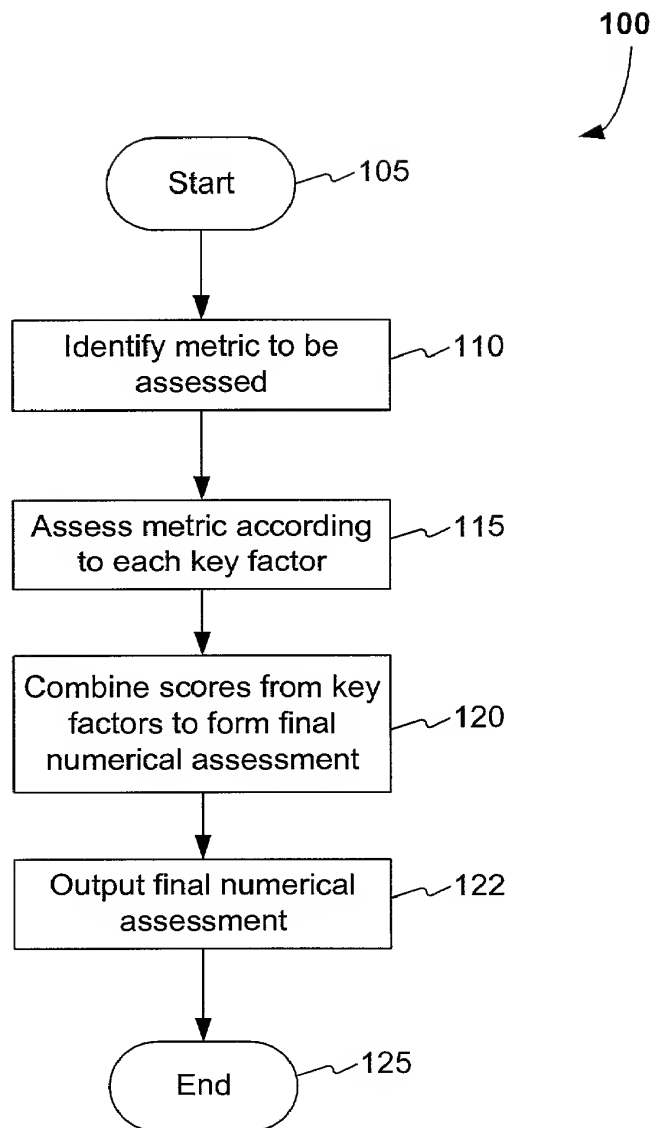 100
Start
105
Identify metric to be
assessed
110
Assess metric according
to each key factor
115
Combine scores from key
factors to form final
numerical assessment
120
Output final numerical
assessment
122
End
125